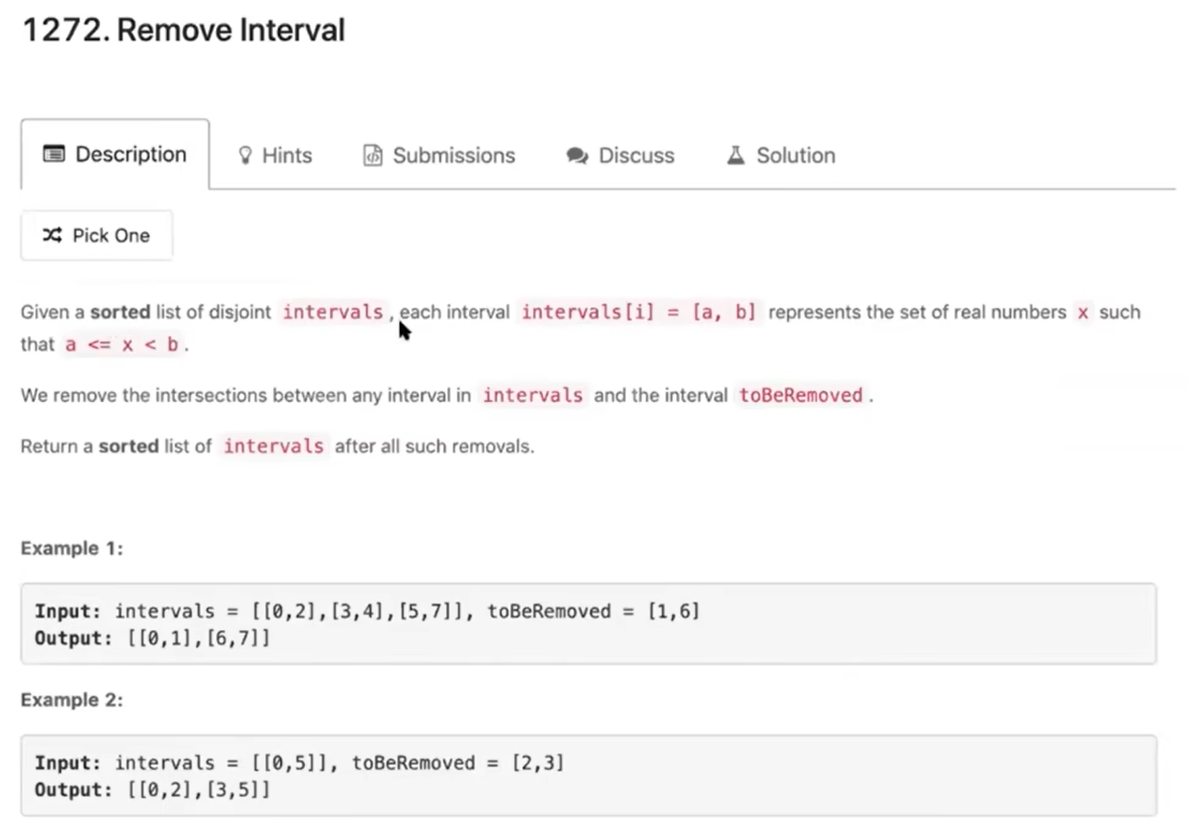 1272. Remove Interval
Description Hints Submissions Discuss Solution
Pick One
Given a sorted list of disjoint intervals, each interval intervals[i] = [a, b] represents the set of real numbers x such
that a <= x < b.
We remove the intersections between any interval in intervals and the interval toBeRemoved.
Return a sorted list of intervals after all such removals.
Example 1:
Input: intervals = [[0,2],[3,4],[5,7]], toBeRemoved = [1,6]
Output: [[0,1],[6,7]]
Example 2:
Input: intervals = [[0,5]], toBeRemoved = [2,3]
Output: [[0,2],[3,5]]